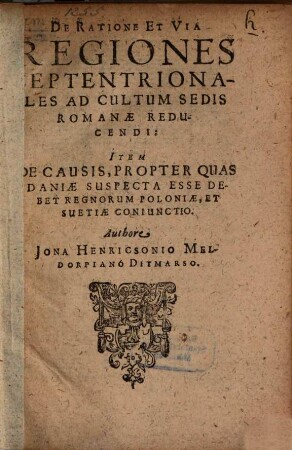 DE RATIONE ET VIA
REGIONES
SEPTENTRIONA-
LES AD CULTUM SEDIS
ROMANÆ REDU-
CENDI:
ITEM
DE CAUSIS, PROPTER QUAS
DANIÆ SUSPECTA ESSE DE-
BET REGNORUM POLONIÆ, ET
SUETIÆ CONIUNCTIO.
Authore
JONA HENRICSONIO MEL-
DORPIANÓ DITMARSO.